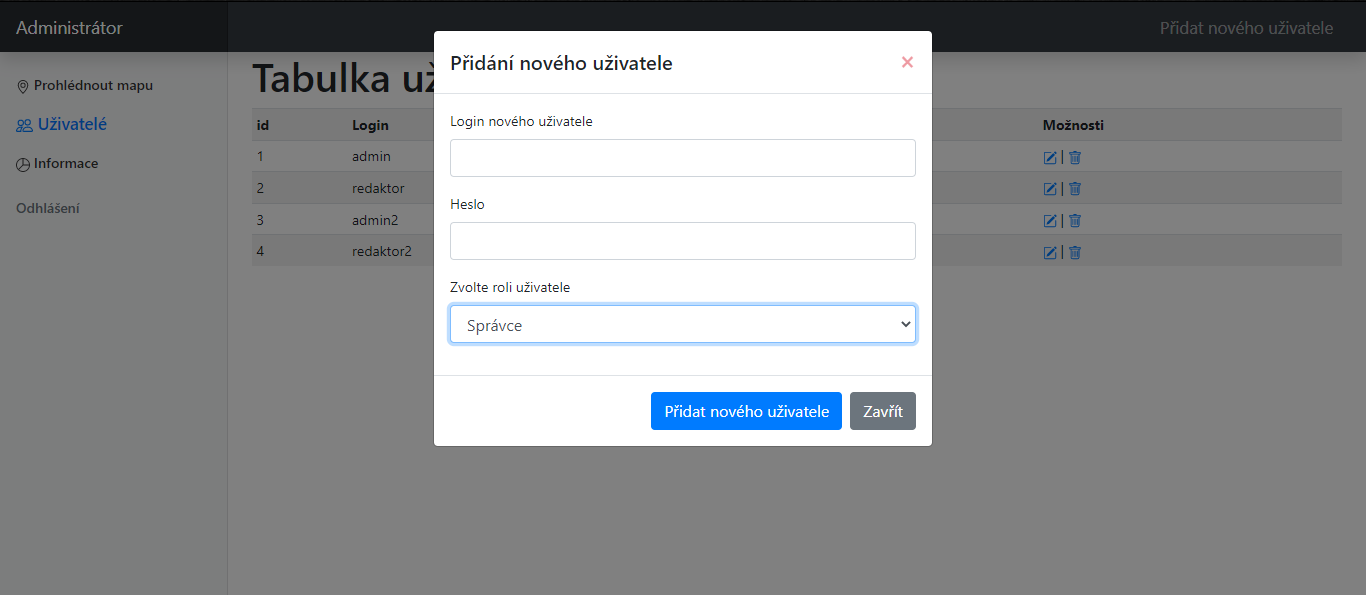 Administrátor
Přidat nového uživatele
Prohlédnout mapu
Uživatelé
Informace
Odhlášení
Tabulka
id Login Možnosti
1 admin |
2 redaktor |
3 admin2 |
4 redaktor2 |
Přidání nového uživatele ×
Login nového uživatele
Heslo
Zvolte roli uživatele
Správce
Přidat nového uživatele Zavřít